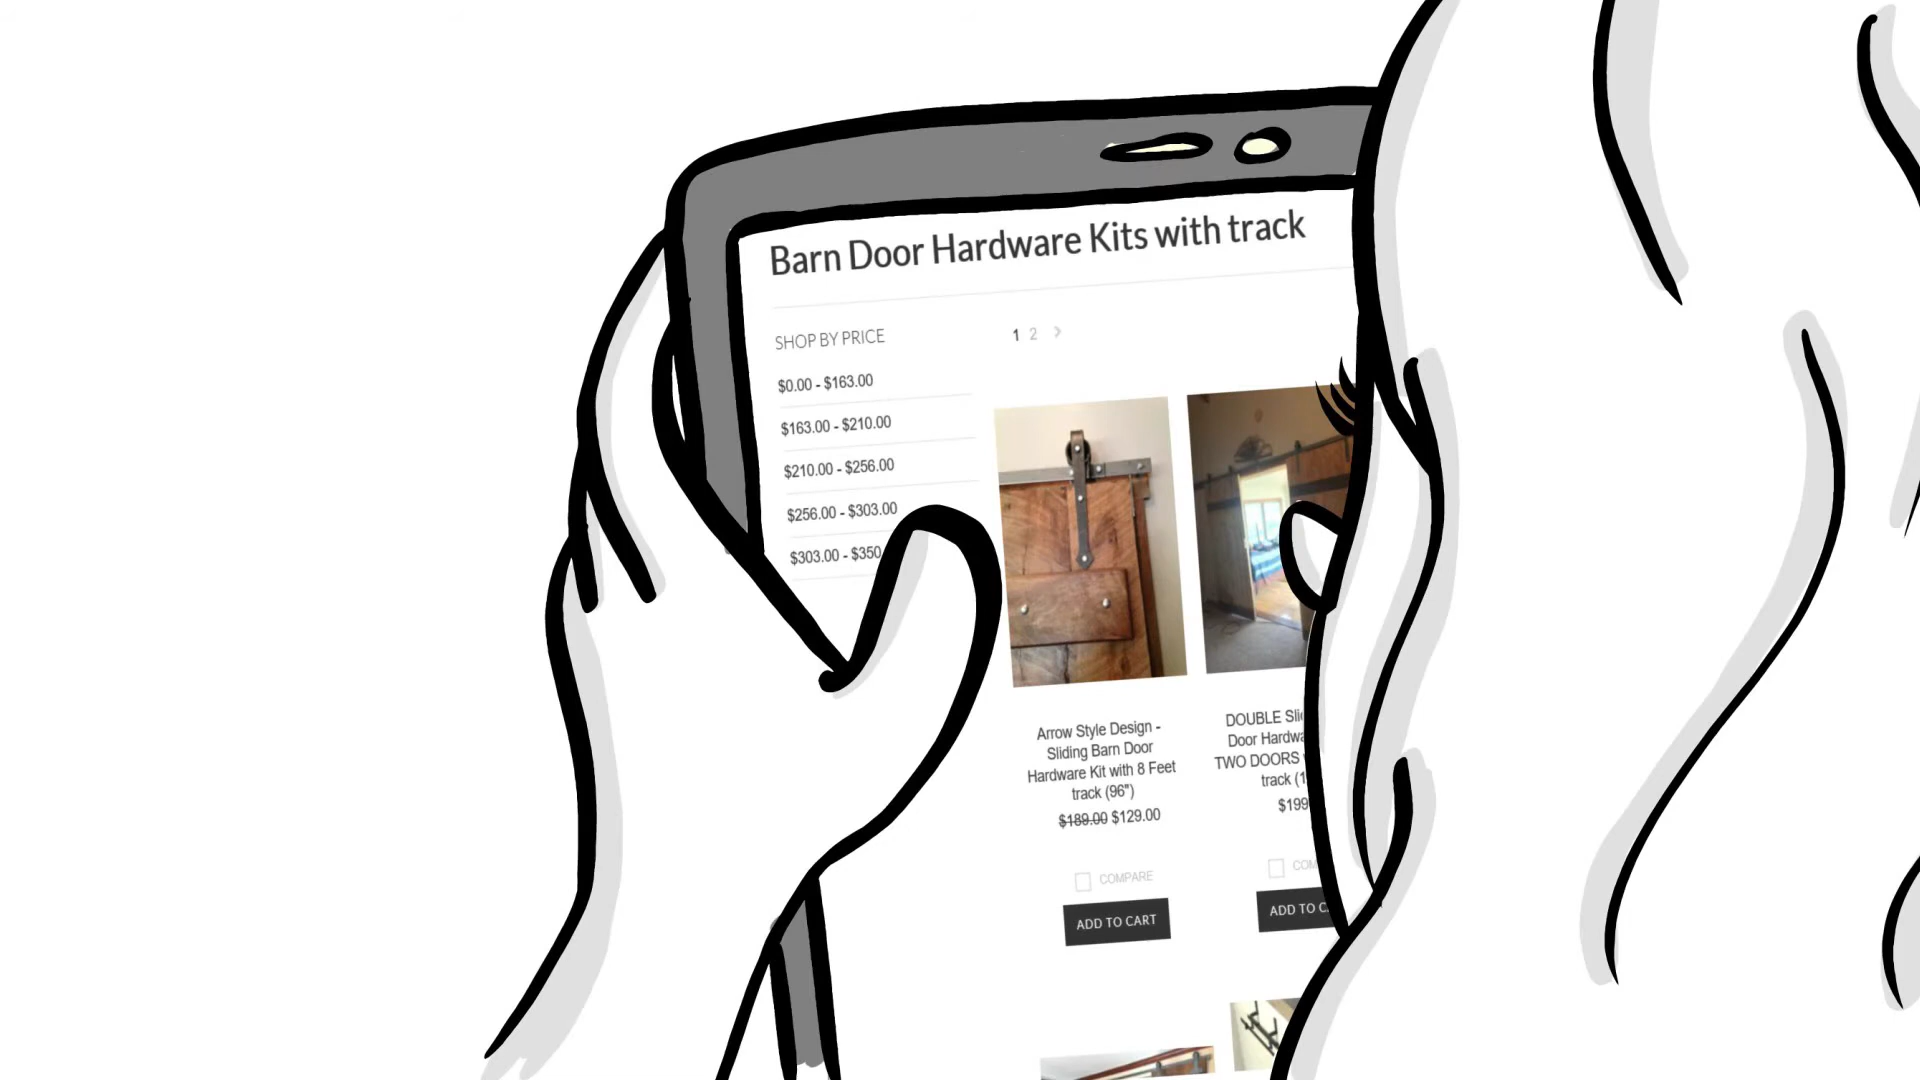 Barn Door Hardware Kits with track
SHOP BY PRICE
1 2 >
$0.00 - $163.00
$163.00 - $210.00
$210.00 - $256.00
$256.00 - $303.00
$303.00 - $350
Arrow Style Design -
Sliding Barn Door
Hardware Kit with 8 Feet
track (96")
$189.00 $129.00
COMPARE
ADD TO CART
DOUBLE
Door
TWO DOORS
track
$199
ADD TO